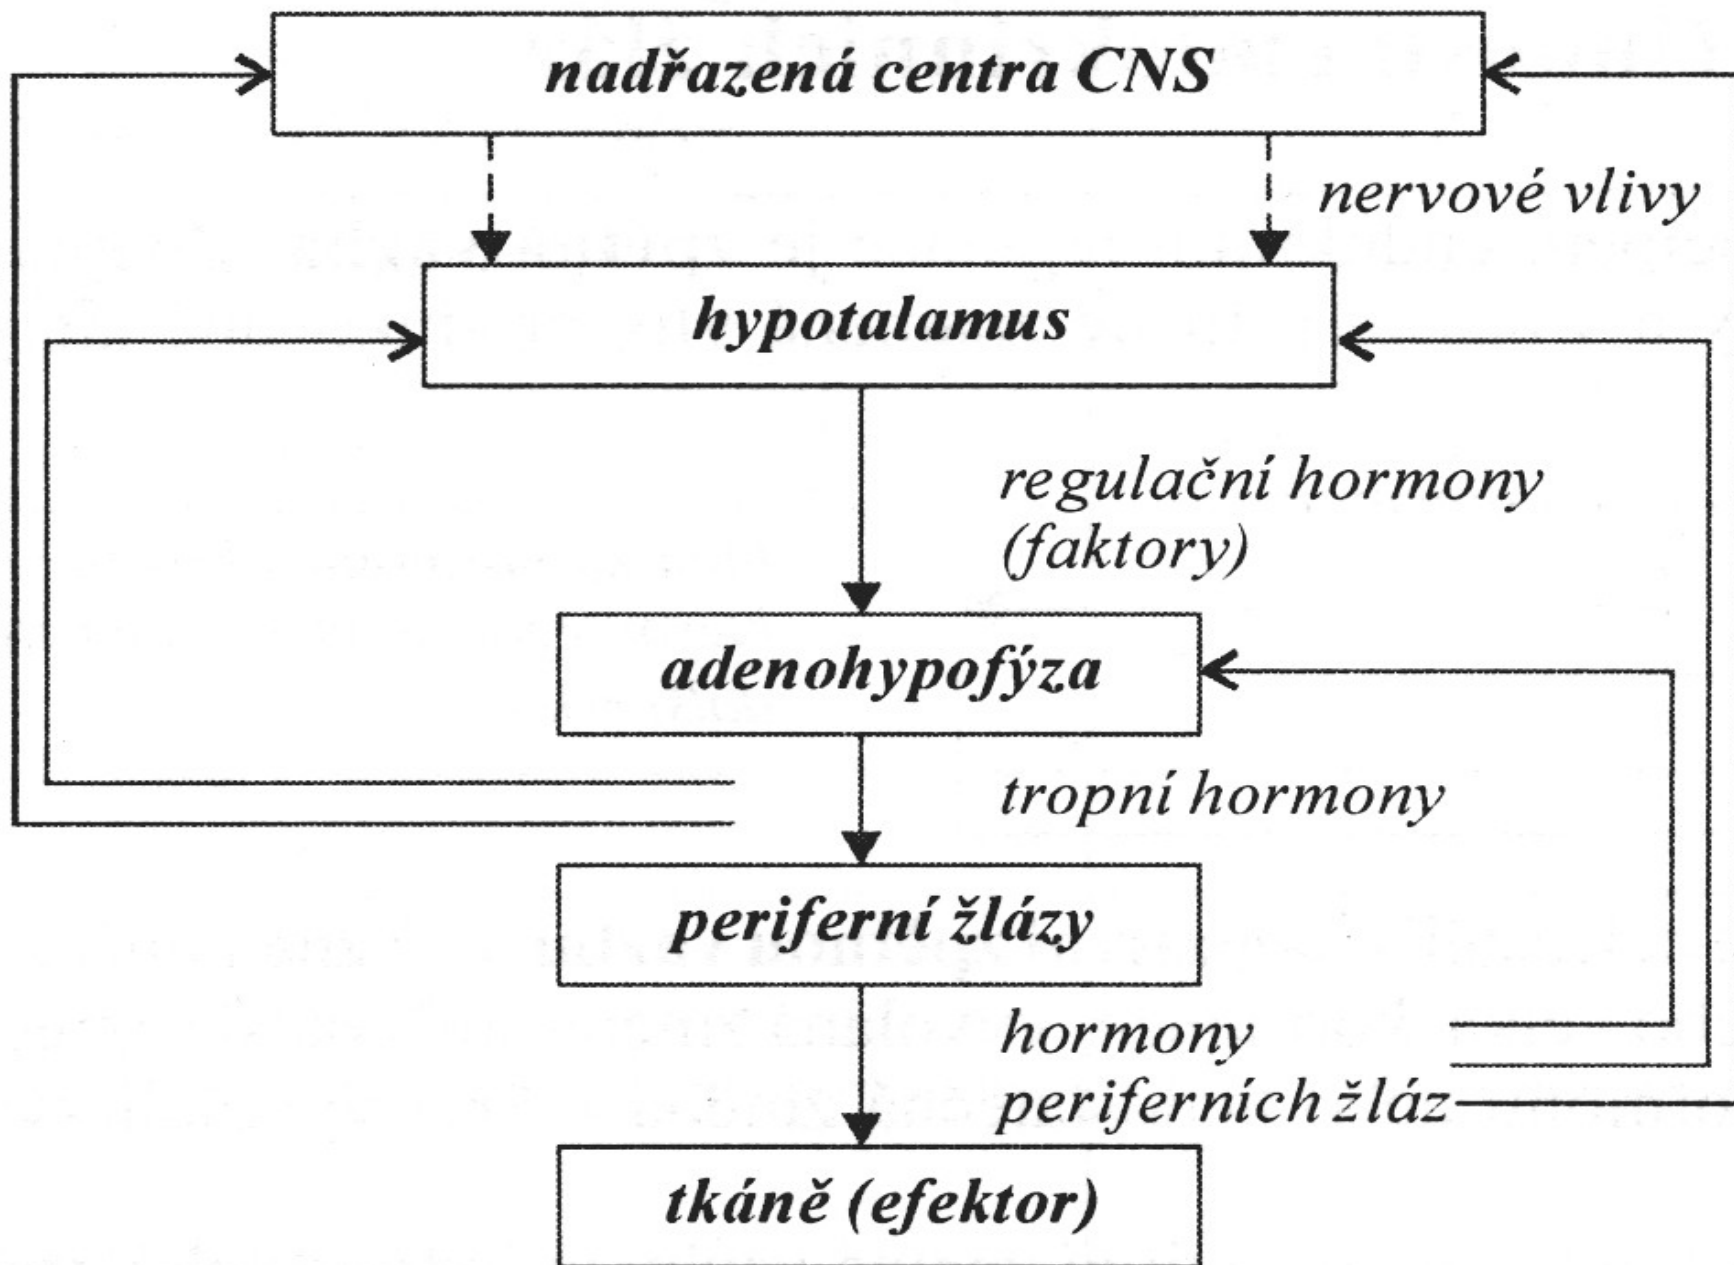 nadřazená centra CNS
nervové vlivy
hypotalamus
regulační hormony
(faktory)
adenohypofýza
tropní hormony
periferní žlázy
hormony
periferních žláz
tkáně (efektor)